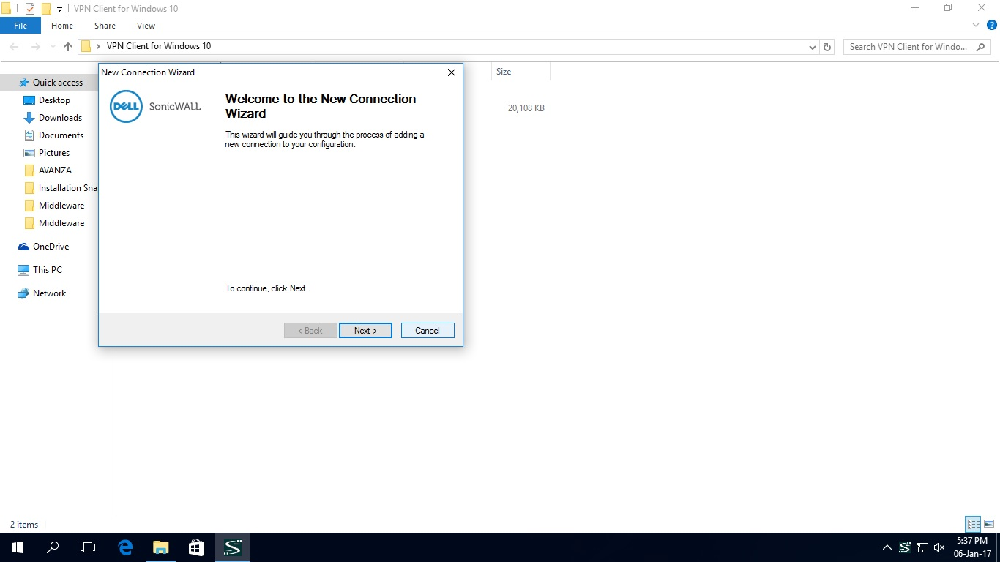 VPN Client for Windows 10
File Home Share View
VPN Client for Windows 10
Search VPN Client for Windo...
Quick access
Desktop
Downloads
Documents
Pictures
AVANZA
Installation Sna
Middleware
Middleware
OneDrive
This PC
Network
Size
20,108 KB
New Connection Wizard
DELL SonicWALL
Welcome to the New Connection
Wizard
This wizard will guide you through the process of adding a
new connection to your configuration.
To continue, click Next.
< Back Next > Cancel
2 items
5:37 PM
06-Jan-17